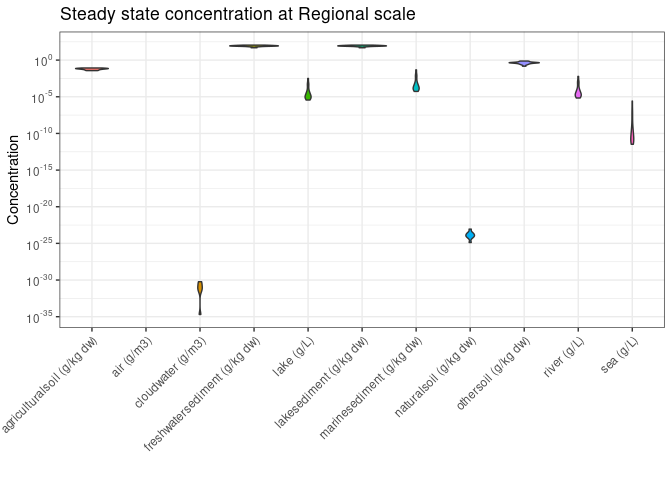 Steady state concentration at Regional scale
Concentration
10⁰
10⁻⁵
10⁻¹⁰
10⁻¹⁵
10⁻²⁰
10⁻²⁵
10⁻³⁰
10⁻³⁵
agriculturalsoil (g/kg dw)
air (g/m3)
cloudwater (g/m3)
freshwatersediment (g/kg dw)
lake (g/L)
lakesediment (g/kg dw)
marinesediment (g/kg dw)
naturalsoil (g/kg dw)
othersoil (g/kg dw)
river (g/L)
sea (g/L)